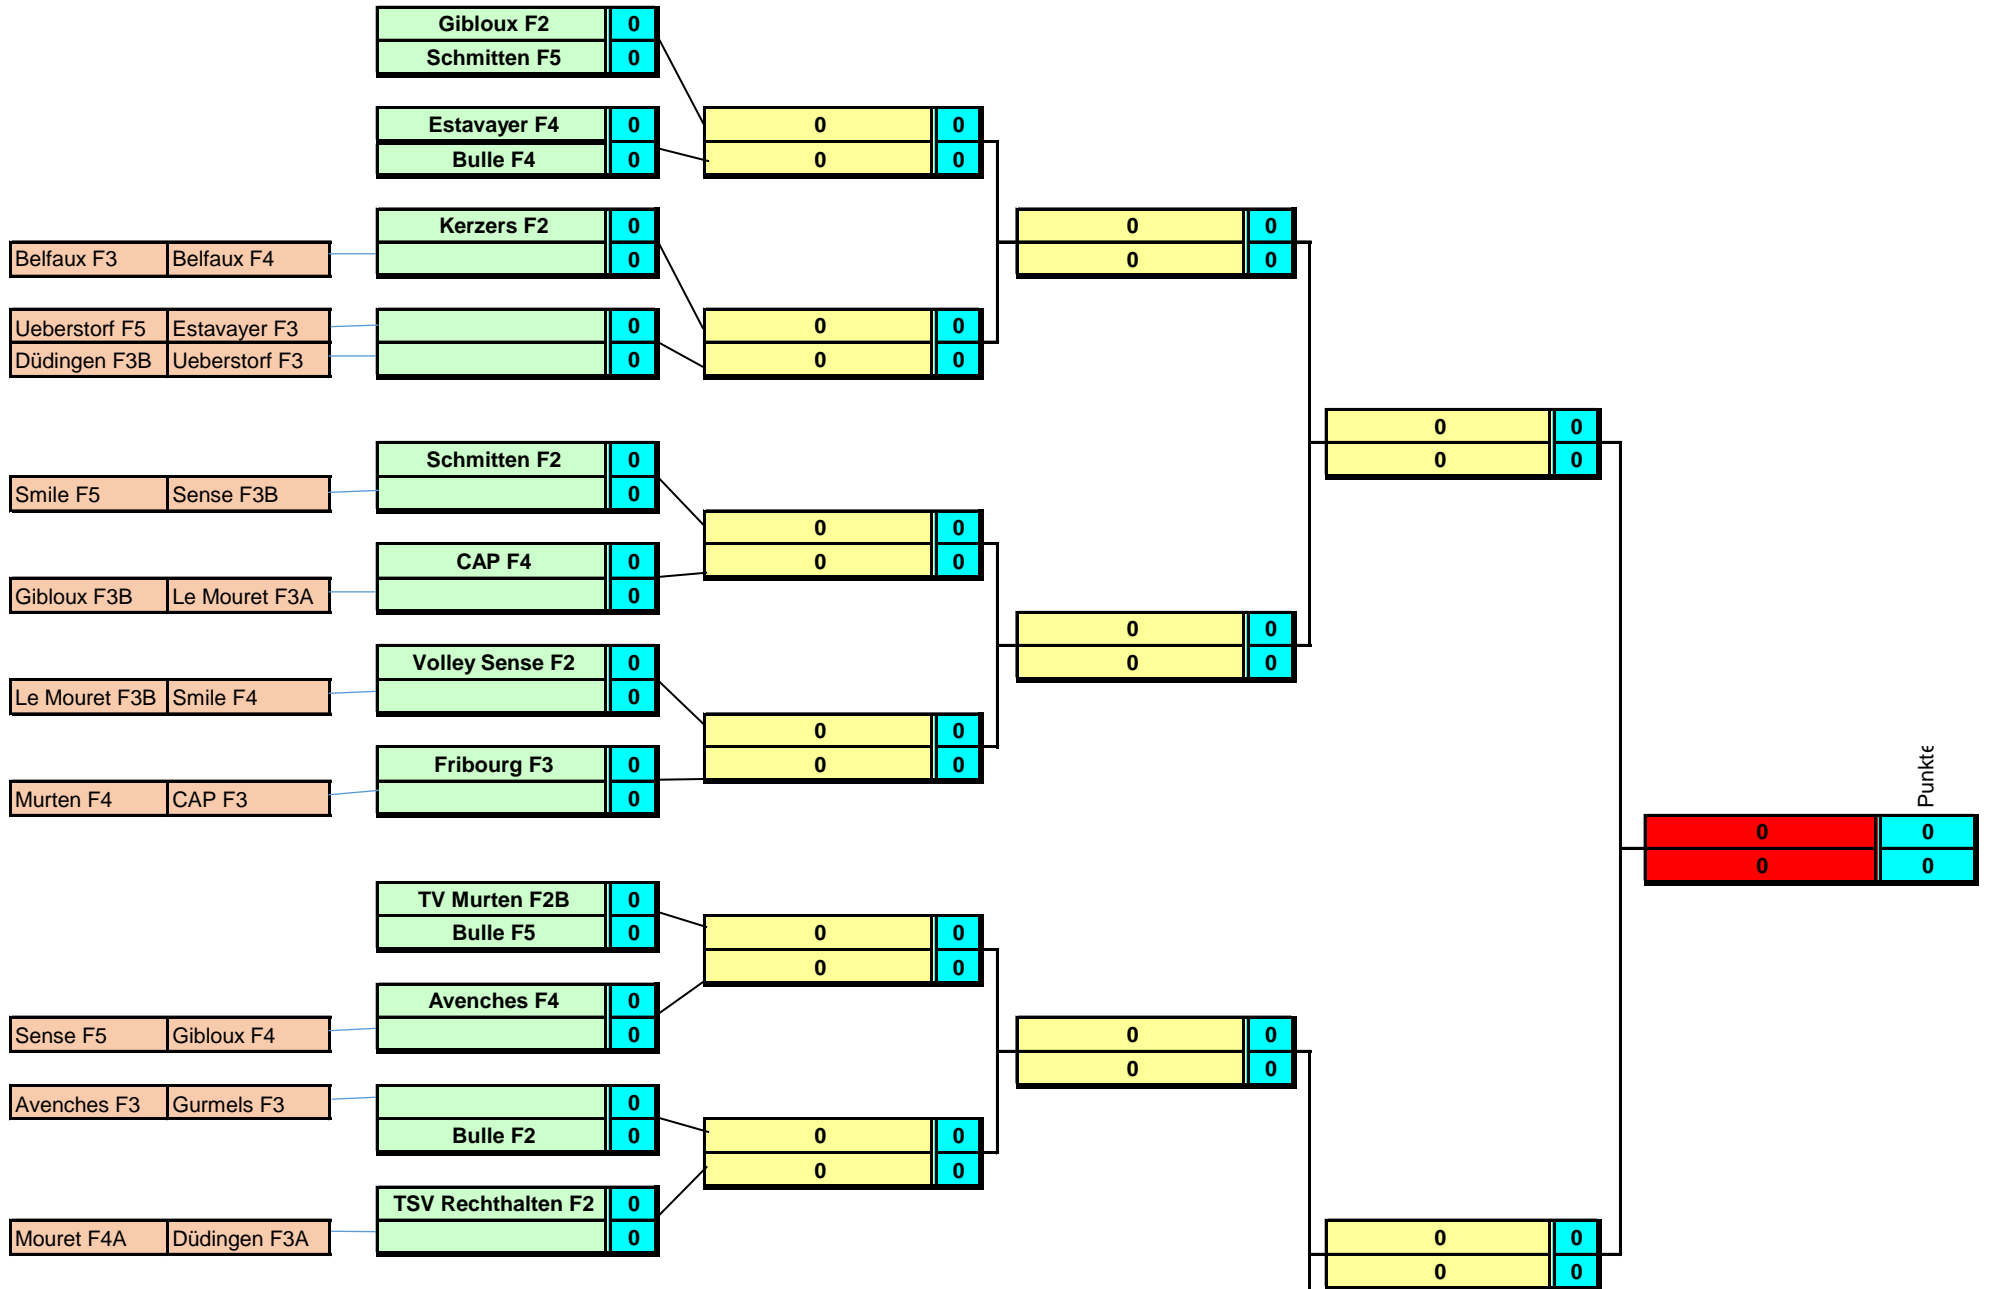 Gibloux F2 0
Schmitten F5 0
Estavayer F4 0 0 0
Bulle F4 0 0 0
Kerzers F2 0 0 0
Belfaux F3 Belfaux F4 0 0 0
Ueberstorf F5 Estavayer F3 0 0 0
Düdingen F3B Ueberstorf F3 0 0 0
0 0
Schmitten F2 0 0 0
Smile F5 Sense F3B 0
0 0
CAP F4 0 0 0
Gibloux F3B Le Mouret F3A 0
0 0
Volley Sense F2 0 0 0
Le Mouret F3B Smile F4 0
0 0
Fribourg F3 0 0 0
Murten F4 CAP F3 0
Punkte
0 0
0 0
TV Murten F2B 0
Bulle F5 0 0 0
0 0
Avenches F4 0
Sense F5 Gibloux F4 0 0 0
0 0
Avenches F3 Gurmels F3 0
Bulle F2 0 0 0
0 0
TSV Rechthalten F2 0
Mouret F4A Düdingen F3A 0 0 0
0 0